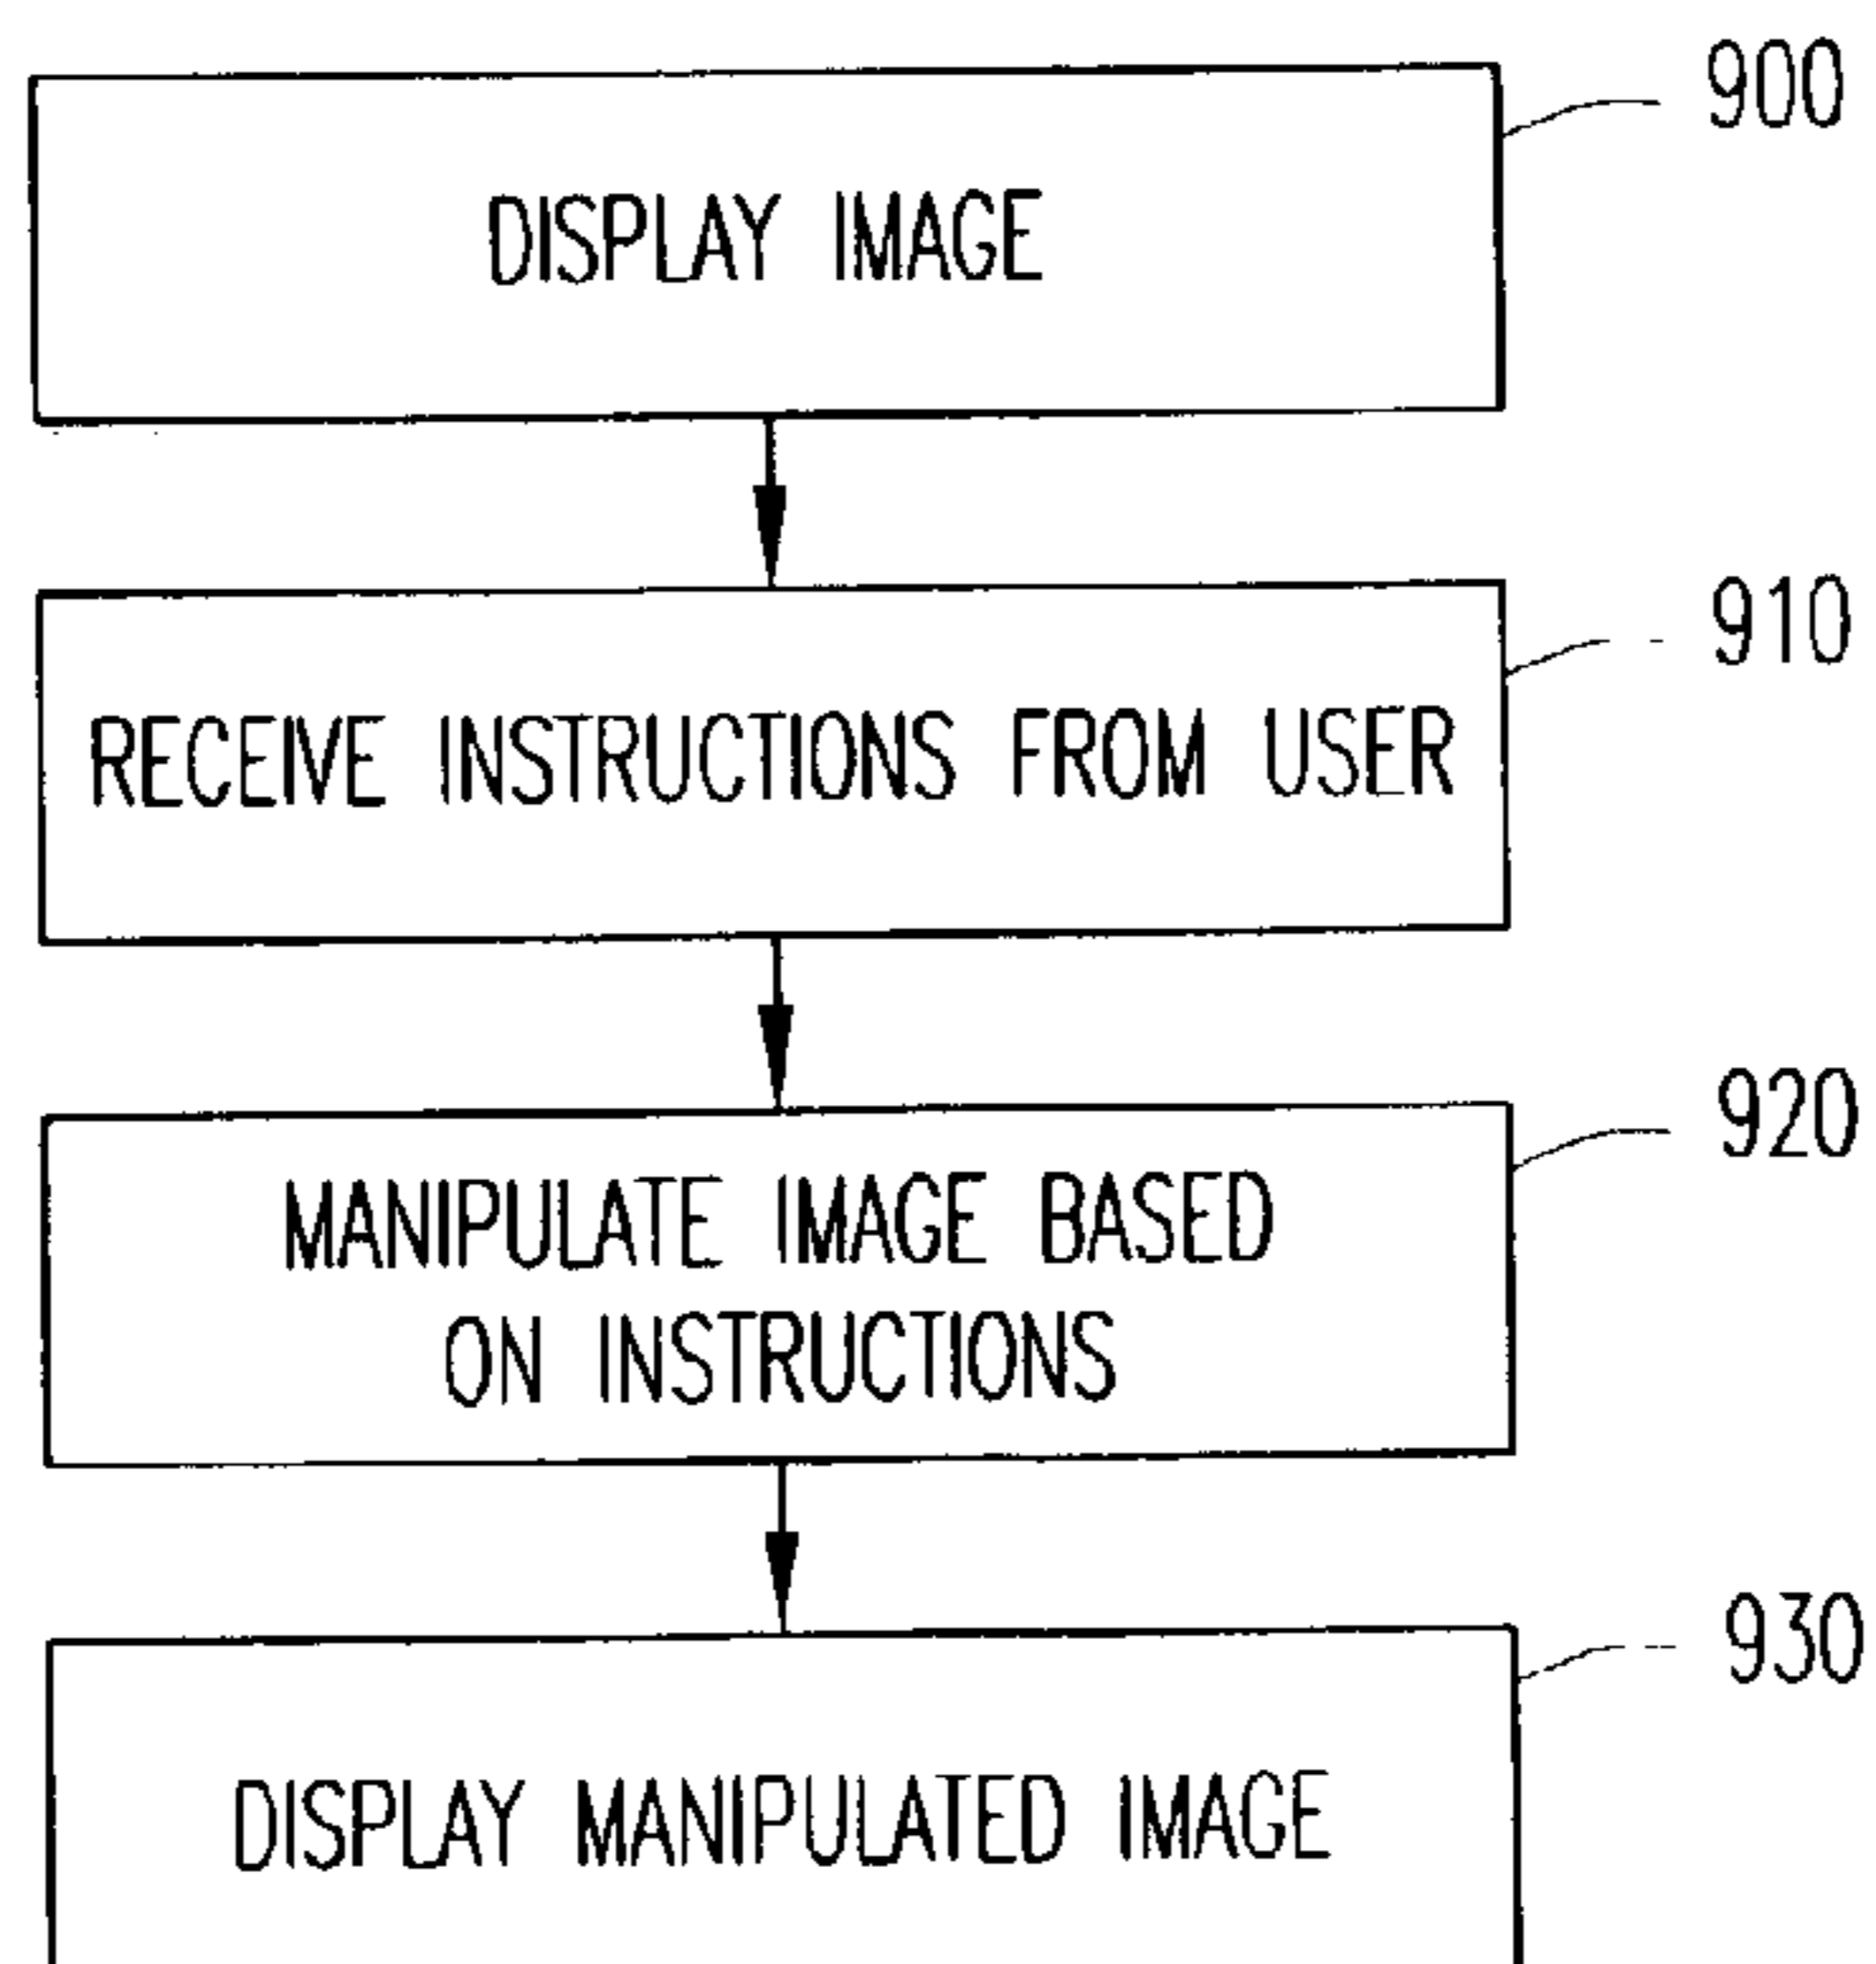 900
DISPLAY IMAGE
910
RECEIVE INSTRUCTIONS FROM USER
920
MANIPULATE IMAGE BASED
ON INSTRUCTIONS
930
DISPLAY MANIPULATED IMAGE